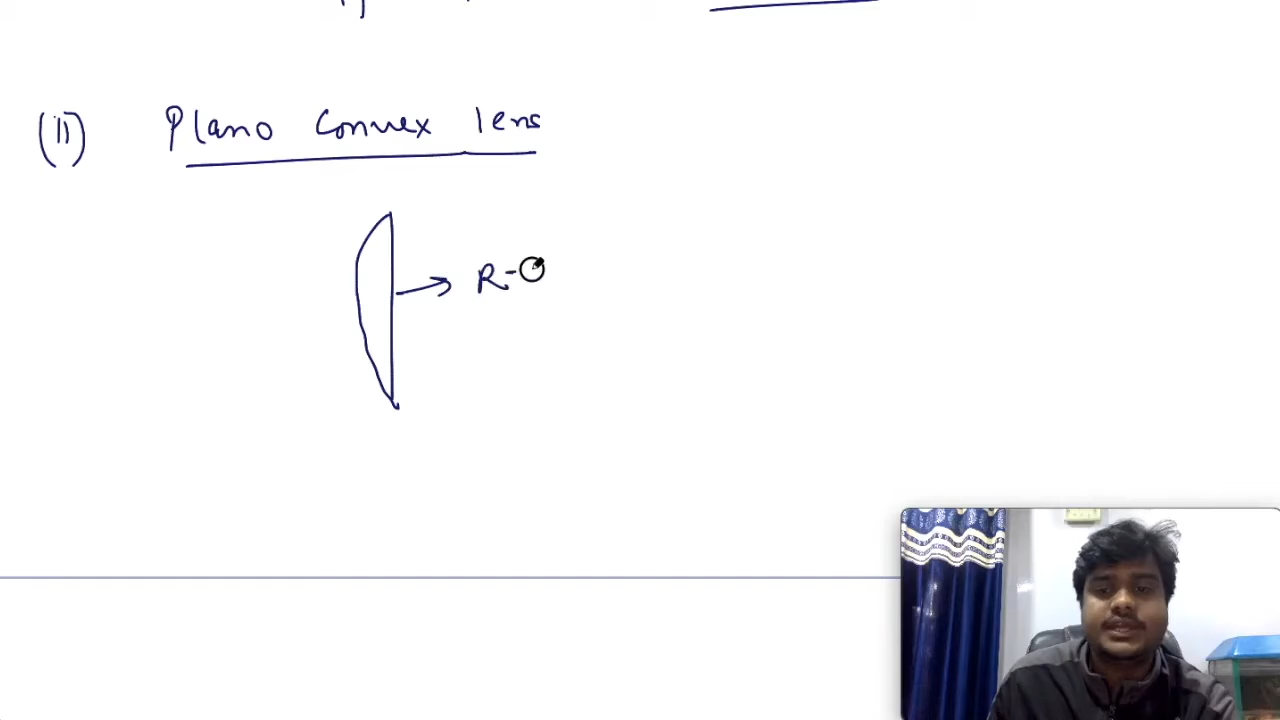 (II) Plano Convex lens
R-